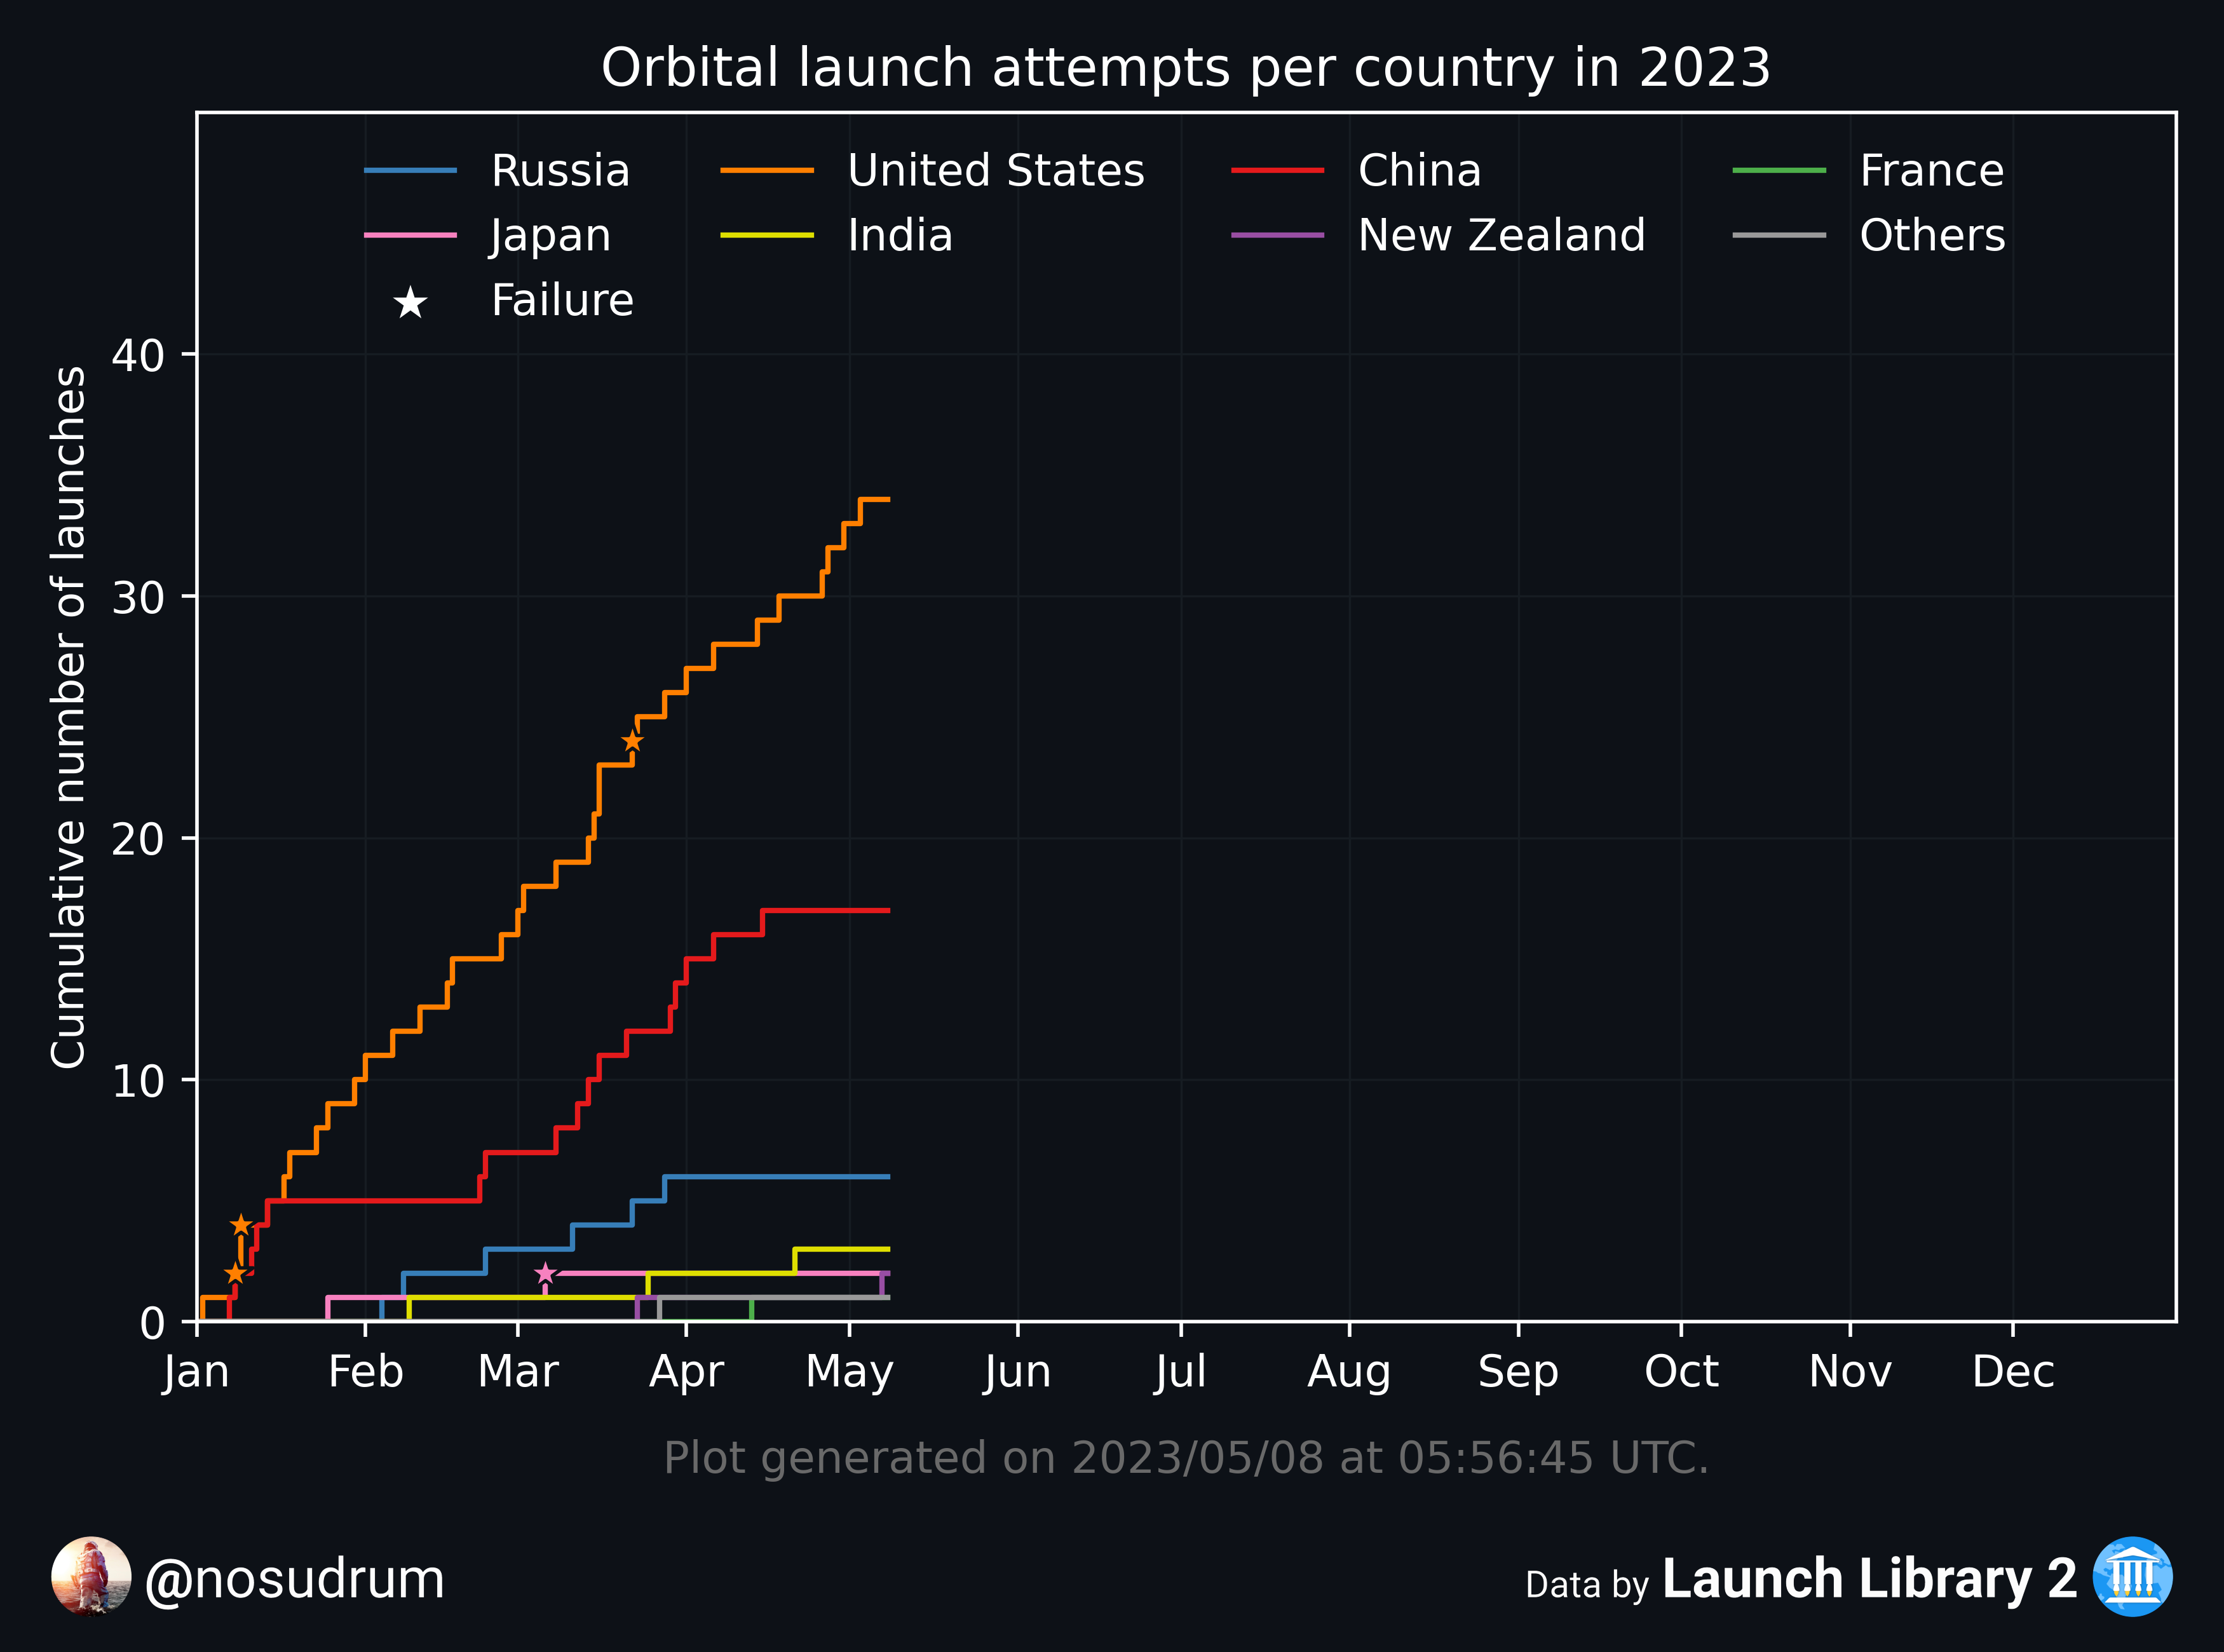 Orbital launch attempts per country in 2023
Russia United States China France
Japan India New Zealand Others
Failure
Cumulative number of launches
40
30
20
10
0
Jan Feb Mar Apr May Jun Jul Aug Sep Oct Nov Dec
Plot generated on 2023/05/08 at 05:56:45 UTC.
@nosudrum Data by Launch Library 2